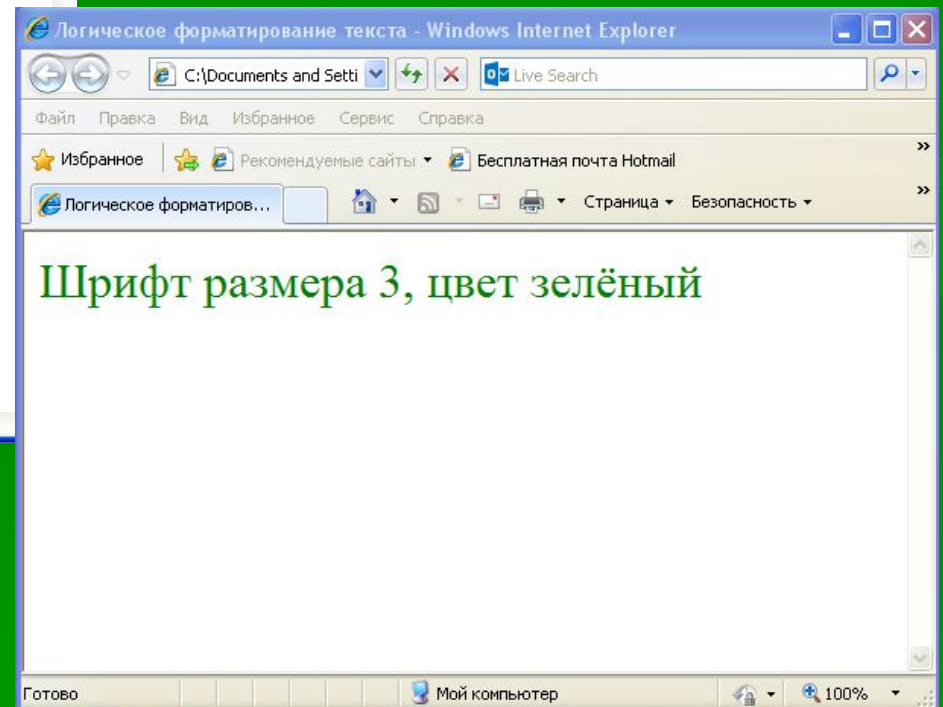 Логическое форматирование текста - Windows Internet Explorer
C:\Documents and Setti Live Search
Файл Правка Вид Избранное Сервис Справка
Избранное Рекомендуемые сайты Бесплатная почта Hotmail
Логическое форматиров... Страница Безопасность
Шрифт размера 3, цвет зелёный
Готово Мой компьютер 100%